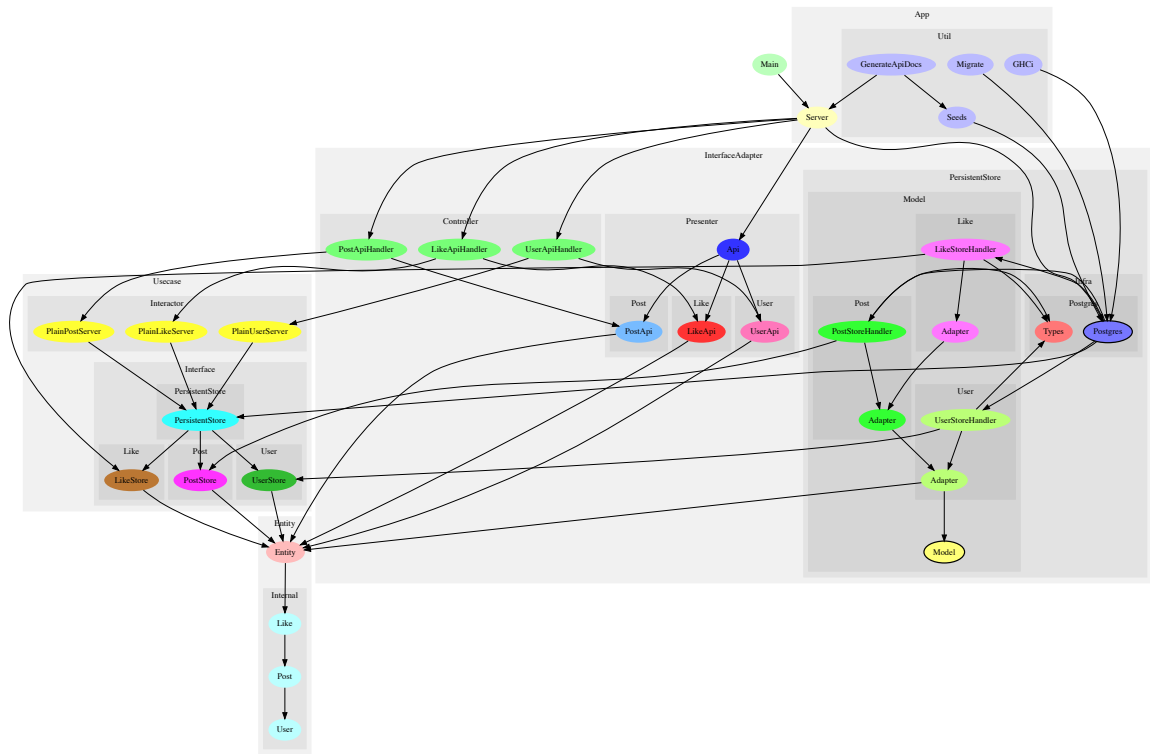 App
Util
Main
GenerateApiDocs
Migrate
GHCi
Server
Seeds
InterfaceAdapter
PersistentStore
Model
Controller
Presenter
Like
PostApiHandler
LikeApiHandler
UserApiHandler
Api
LikeStoreHandler
Usecase
Infra
Interactor
Post
Like
User
Post
Postgres
PlainPostServer
PlainLikeServer
PlainUserServer
PostApi
LikeApi
UserApi
PostStoreHandler
Adapter
Types
Postgres
Interface
PersistentStore
User
PersistentStore
Adapter
UserStoreHandler
Like
Post
User
LikeStore
PostStore
UserStore
Adapter
Entity
Entity
Model
Internal
Like
Post
User